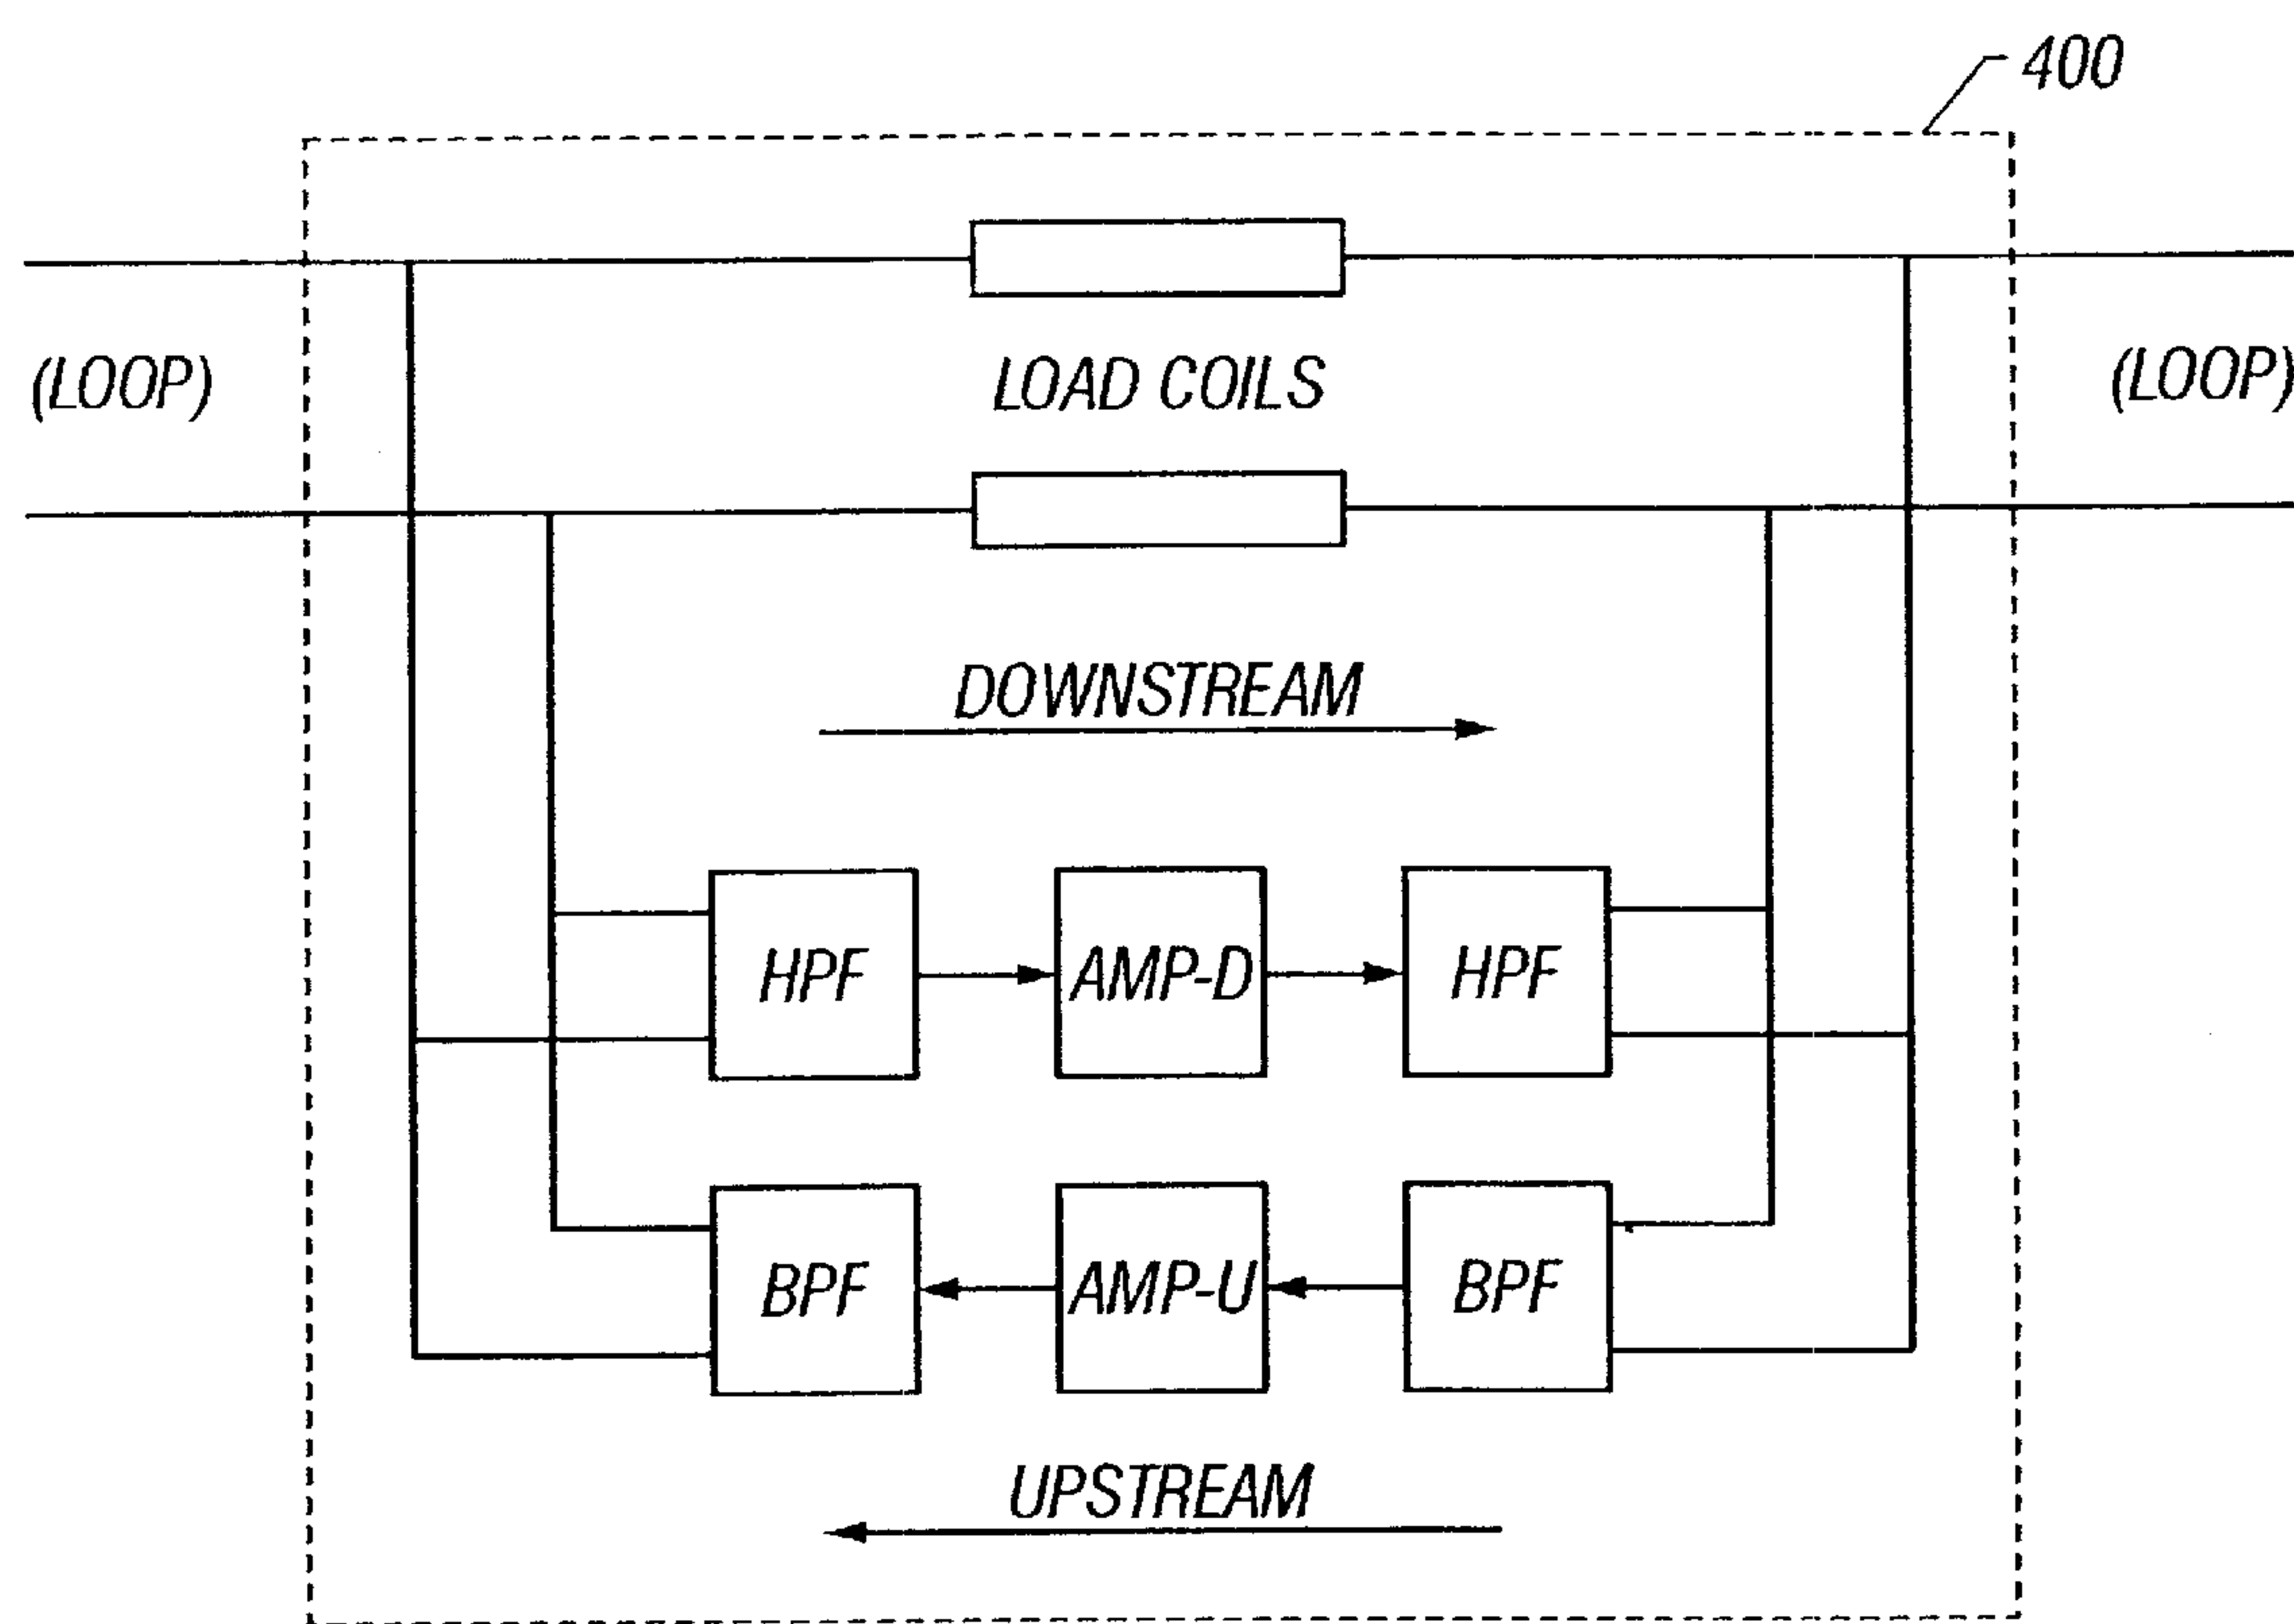 400
(LOOP)
LOAD COILS
(LOOP)
DOWNSTREAM
HPF
AMP-D
HPF
BPF
AMP-U
BPF
UPSTREAM